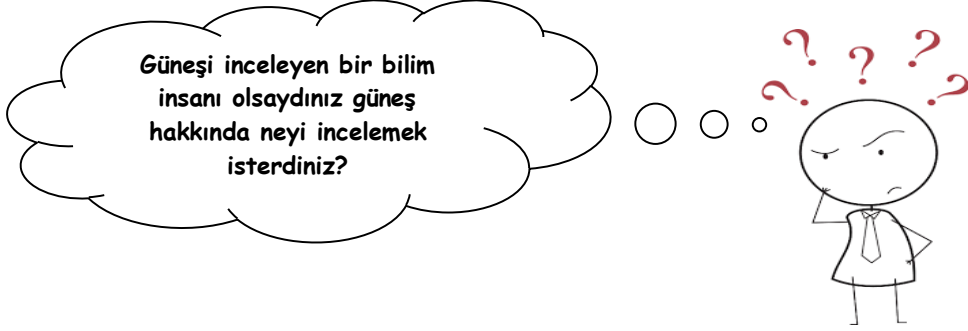 Güneşi inceleyen bir bilim
insanı olsaydınız güneş
hakkında neyi incelemek
isterdiniz?
? ? ? ? ?